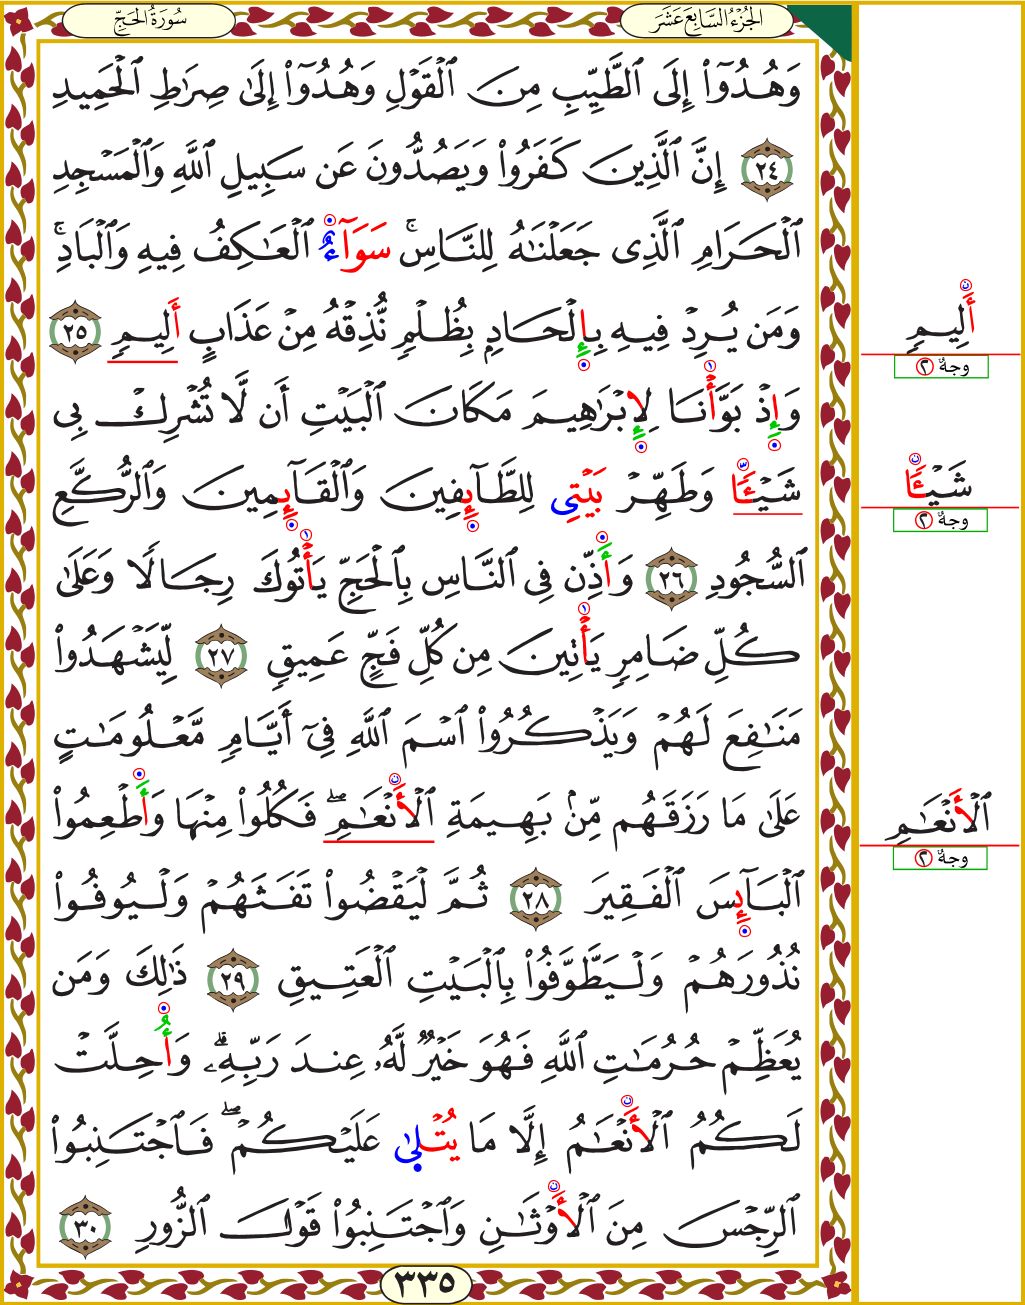 الجزء السابع عشر
سورة الحج
وَهُدُوٓا۟ إِلَى ٱلطَّيِّبِ مِنَ ٱلْقَوْلِ وَهُدُوٓا۟ إِلَىٰ صِرَٰطِ ٱلْحَمِيدِ
٢٤ إِنَّ ٱلَّذِينَ كَفَرُوا۟ وَيَصُدُّونَ عَن سَبِيلِ ٱللَّهِ وَٱلْمَسْجِدِ
ٱلْحَرَامِ ٱلَّذِى جَعَلْنَٰهُ لِلنَّاسِ سَوَآءٌ ٱلْعَٰكِفُ فِيهِ وَٱلْبَادِ
وَمَن يُرِدْ فِيهِ بِإِلْحَادٍ بِظُلْمٍ نُّذِقْهُ مِنْ عَذَابٍ أَلِيمٍ ٢٥
وَإِذْ بَوَّأْنَا لِإِبْرَٰهِيمَ مَكَانَ ٱلْبَيْتِ أَن لَّا تُشْرِكْ بِى
شَيْـًٔا وَطَهِّرْ بَيْتِى لِلطَّآئِفِينَ وَٱلْقَآئِمِينَ وَٱلرُّكَّعِ
ٱلسُّجُودِ ٢٦ وَأَذِّن فِى ٱلنَّاسِ بِٱلْحَجِّ يَأْتُوكَ رِجَالًا وَعَلَىٰ
كُلِّ ضَامِرٍ يَأْتِينَ مِن كُلِّ فَجٍّ عَمِيقٍ ٢٧ لِّيَشْهَدُوا۟
مَنَٰفِعَ لَهُمْ وَيَذْكُرُوا۟ ٱسْمَ ٱللَّهِ فِىٓ أَيَّامٍ مَّعْلُومَٰتٍ
عَلَىٰ مَا رَزَقَهُم مِّنۢ بَهِيمَةِ ٱلْأَنْعَٰمِ ۖ فَكُلُوا۟ مِنْهَا وَأَطْعِمُوا۟
ٱلْبَآئِسَ ٱلْفَقِيرَ ٢٨ ثُمَّ لْيَقْضُوا۟ تَفَثَهُمْ وَلْيُوفُوا۟
نُذُورَهُمْ وَلْيَطَّوَّفُوا۟ بِٱلْبَيْتِ ٱلْعَتِيقِ ٢٩ ذَٰلِكَ وَمَن
يُعَظِّمْ حُرُمَٰتِ ٱللَّهِ فَهُوَ خَيْرٌ لَّهُۥ عِندَ رَبِّهِۦ ۗ وَأُحِلَّتْ
لَكُمُ ٱلْأَنْعَٰمُ إِلَّا مَا يُتْلَىٰ عَلَيْكُمْ ۖ فَٱجْتَنِبُوا۟
ٱلرِّجْسَ مِنَ ٱلْأَوْثَٰنِ وَٱجْتَنِبُوا۟ قَوْلَ ٱلزُّورِ ٣٠
٣٣٥
أَلِيمٍ
وجه ٢
شَيْـًٔا
وجه ٢
ٱلْأَنْعَٰمِ
وجه ٢